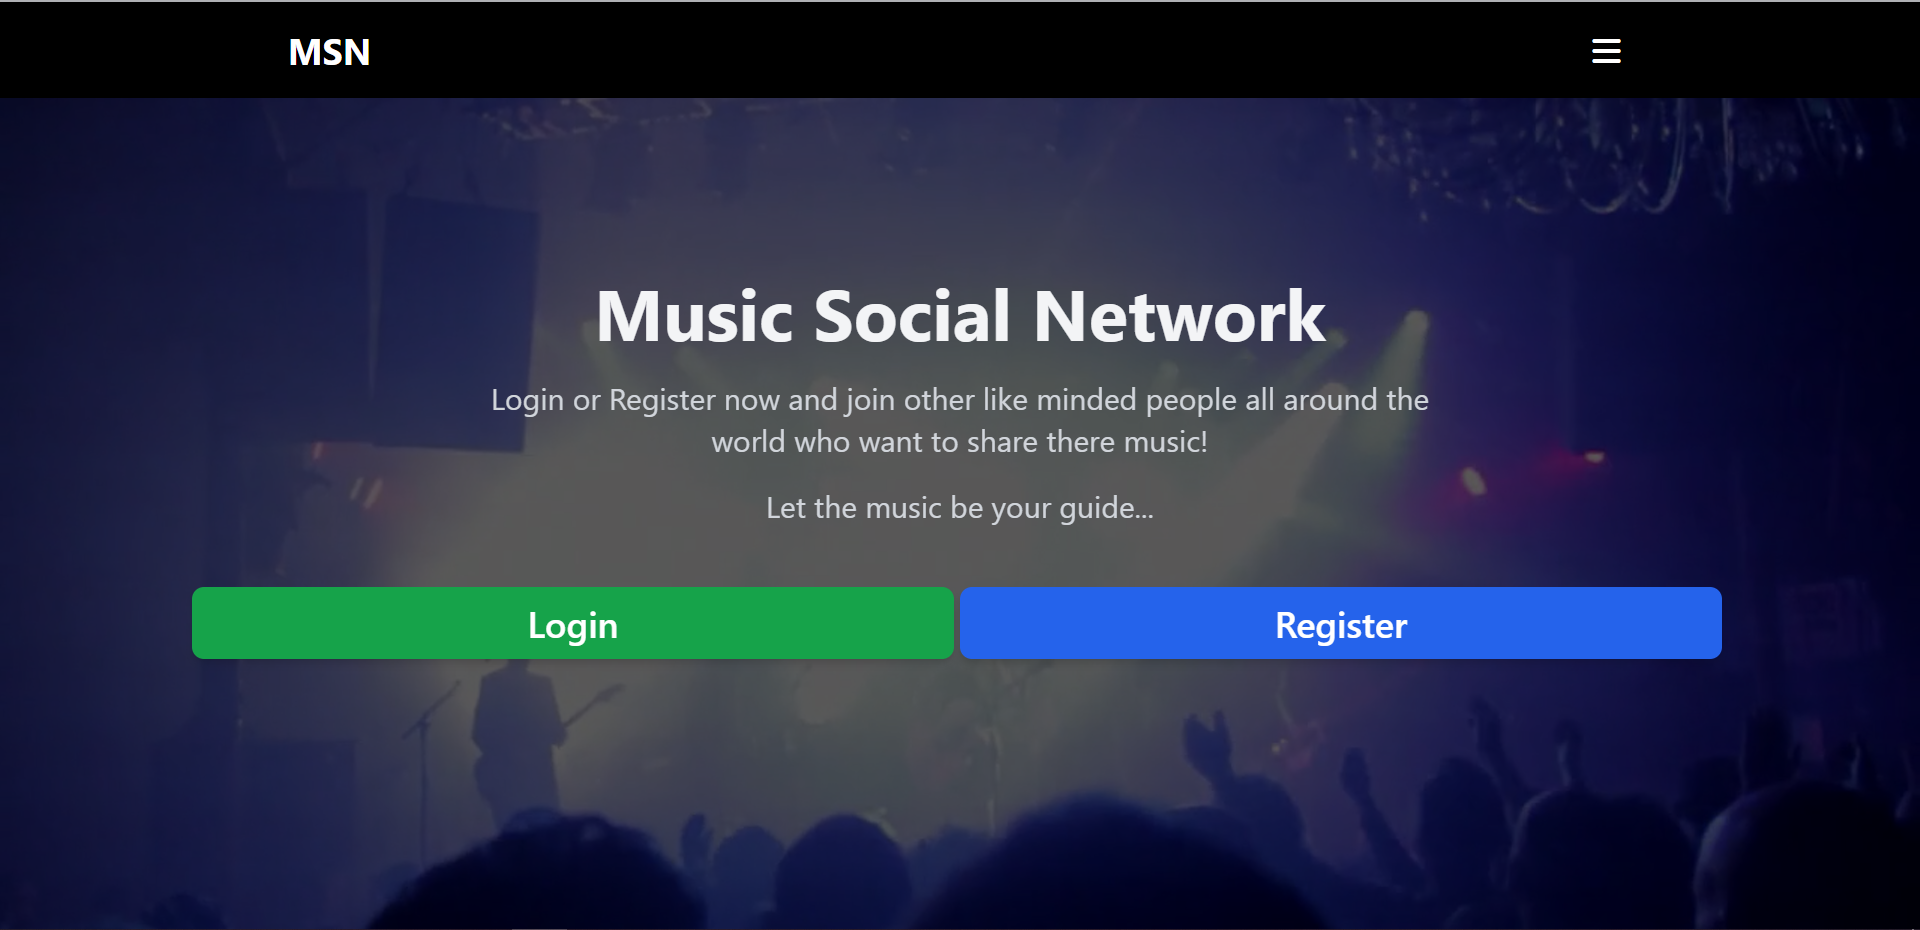 MSN
Music Social Network
Login or Register now and join other like minded people all around the
world who want to share there music!
Let the music be your guide...
Login
Register